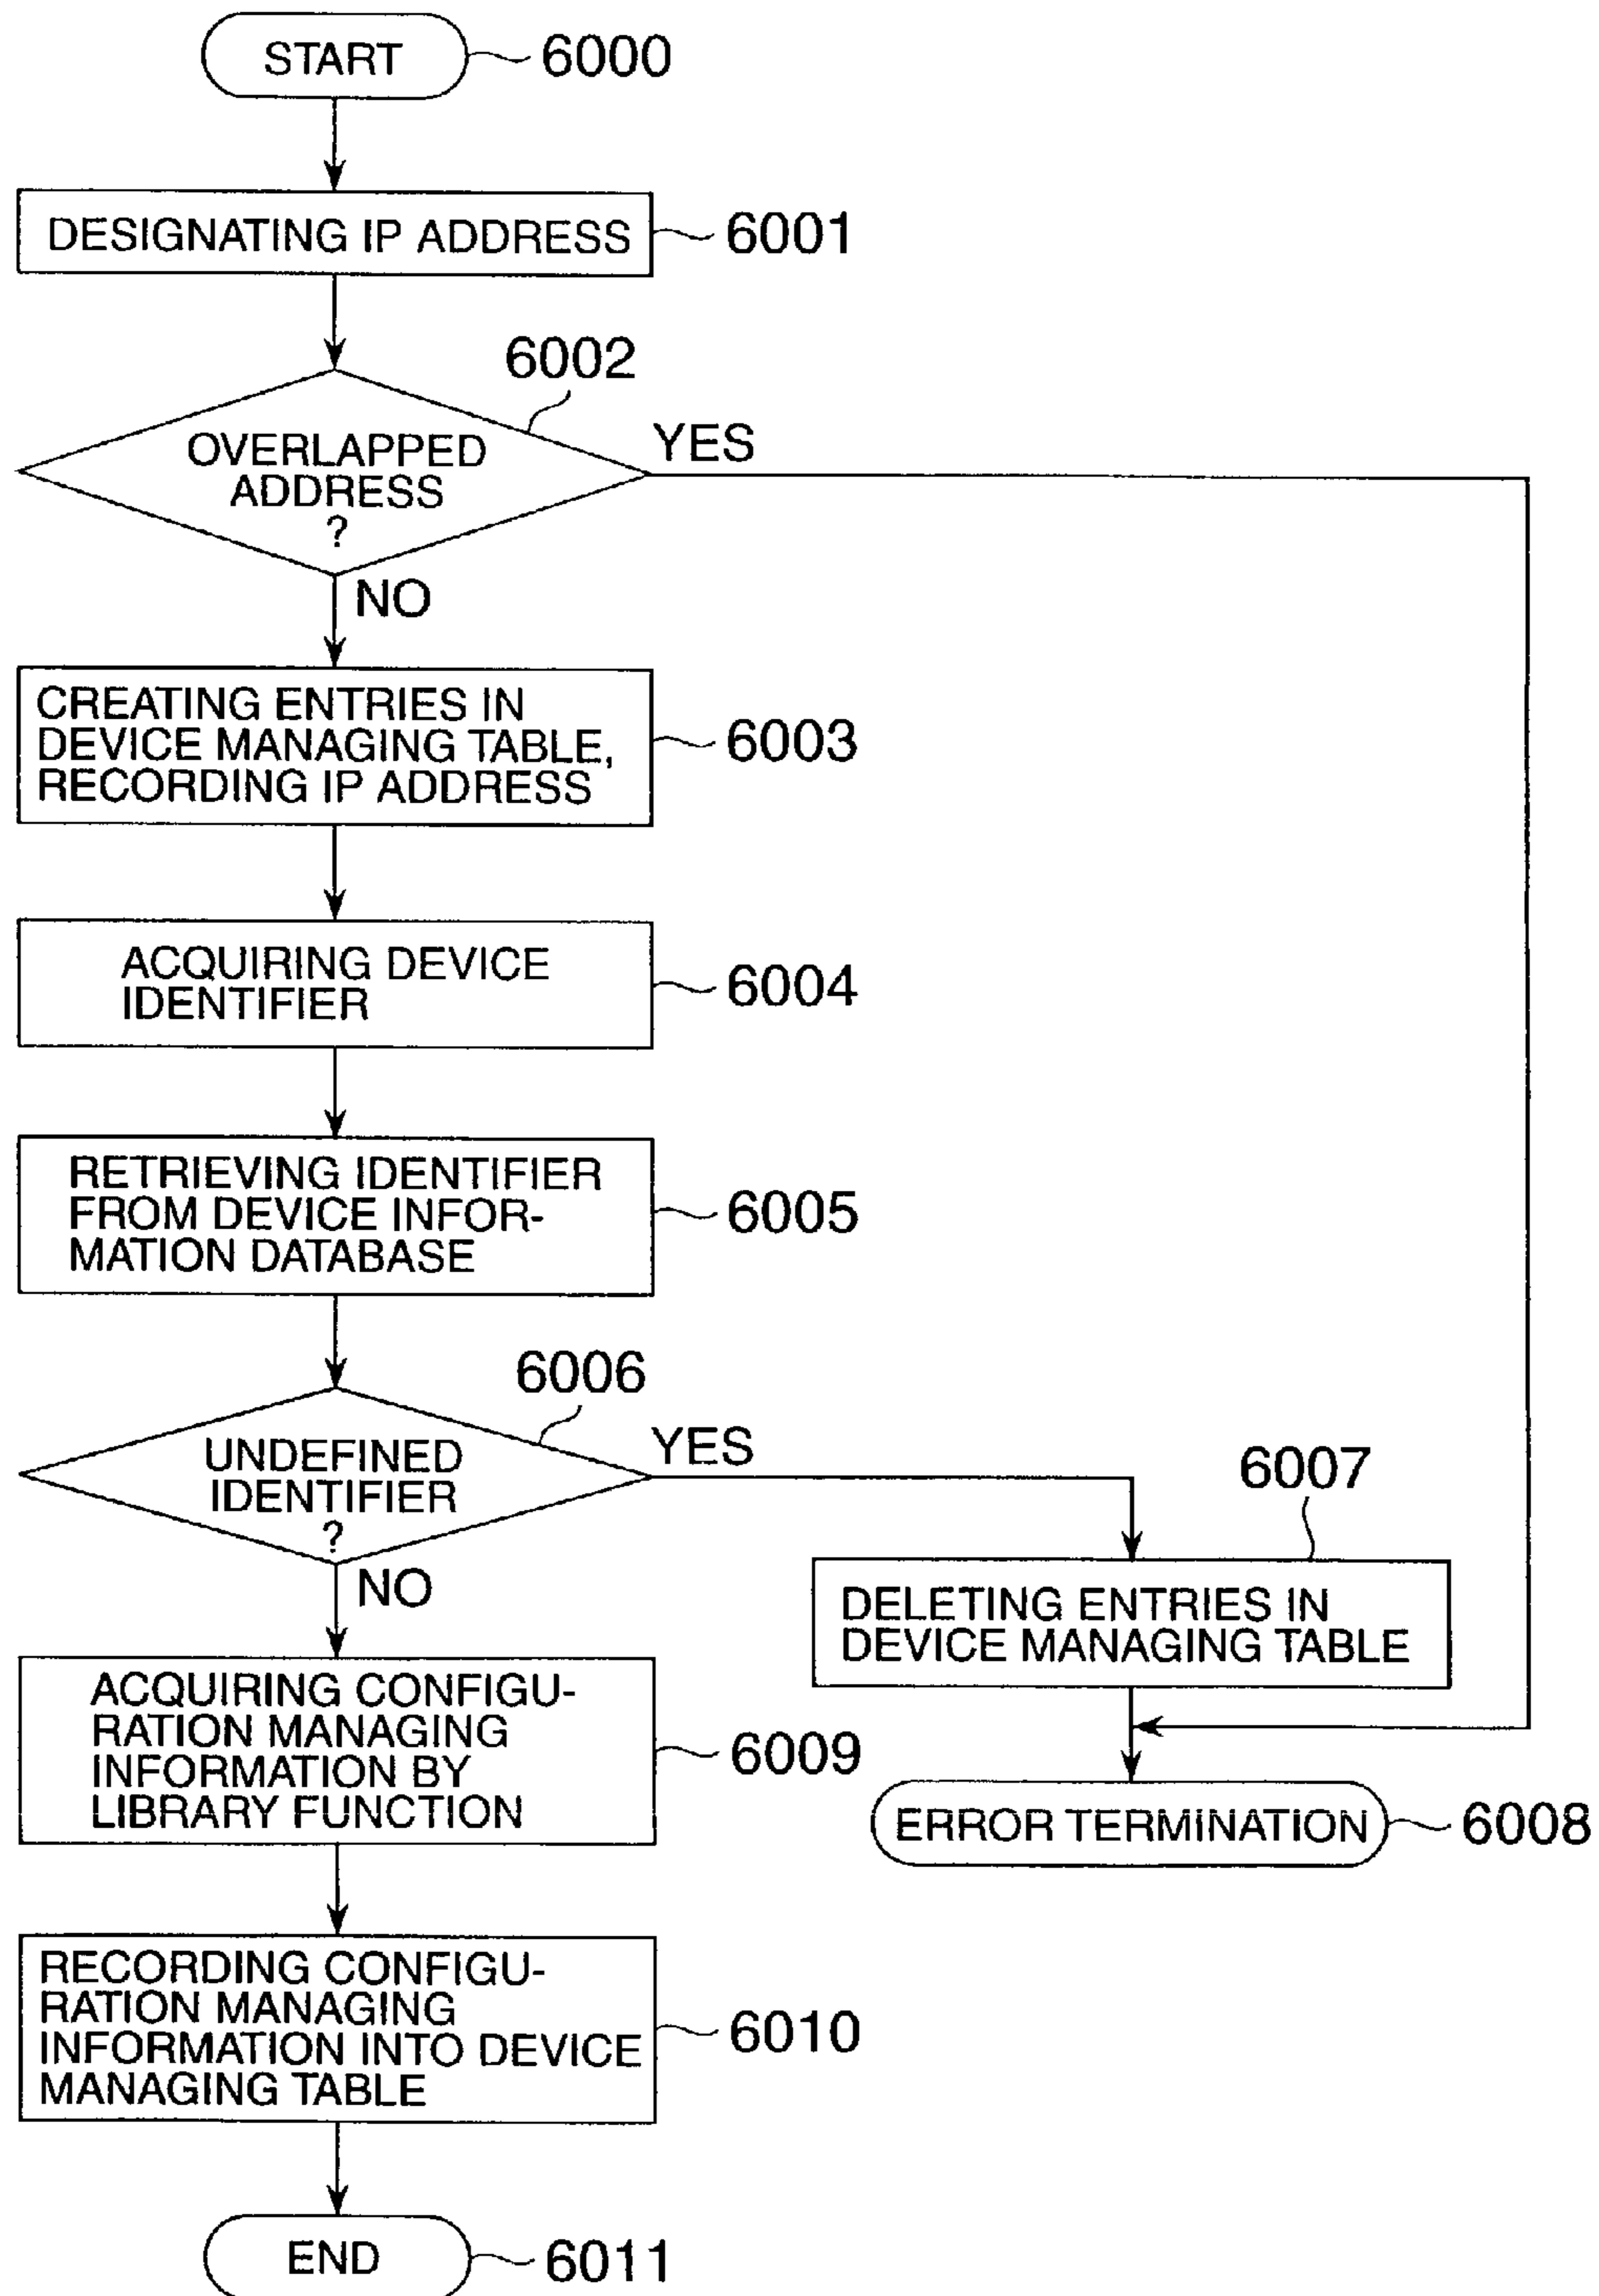 START
6000
DESIGNATING IP ADDRESS
6001
6002
OVERLAPPED
ADDRESS
?
YES
NO
CREATING ENTRIES IN
DEVICE MANAGING TABLE,
RECORDING IP ADDRESS
6003
ACQUIRING DEVICE
IDENTIFIER
6004
RETRIEVING IDENTIFIER
FROM DEVICE INFOR-
MATION DATABASE
6005
6006
UNDEFINED
IDENTIFIER
?
YES
NO
6007
DELETING ENTRIES IN
DEVICE MANAGING TABLE
ERROR TERMINATION
6008
ACQUIRING CONFIGU-
RATION MANAGING
INFORMATION BY
LIBRARY FUNCTION
6009
RECORDING CONFIGU-
RATION MANAGING
INFORMATION INTO DEVICE
MANAGING TABLE
6010
END
6011